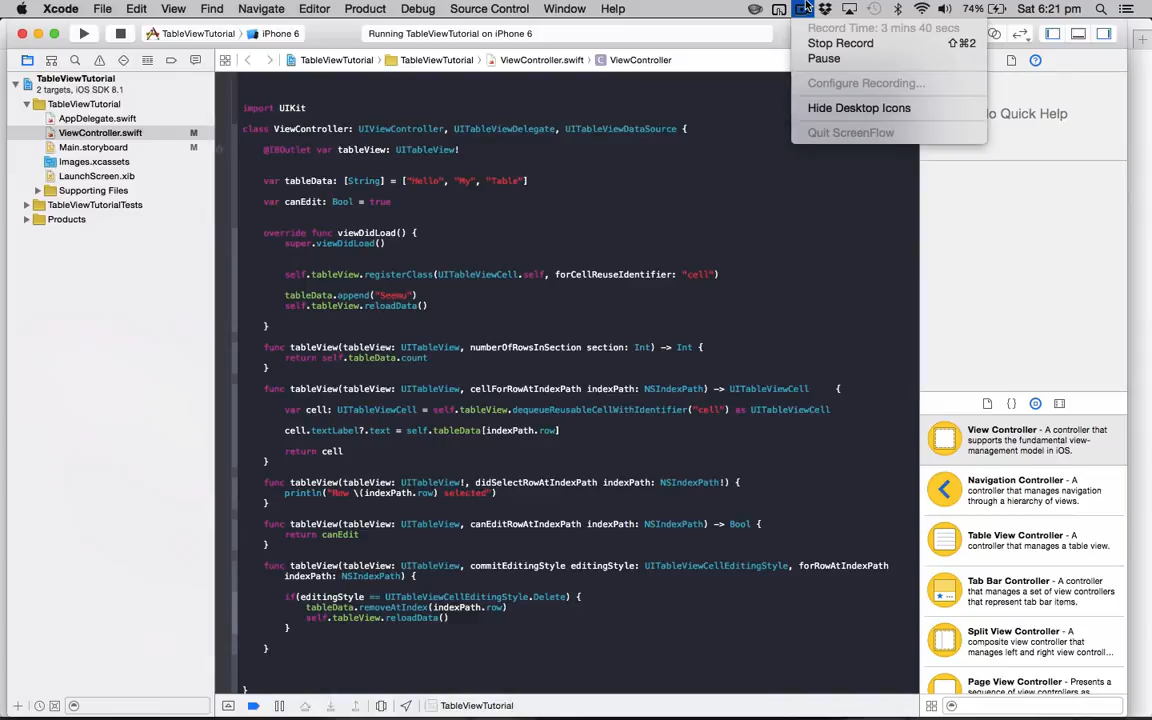 Xcode File Edit View Find Navigate Editor Product Debug Source Control Window Help 74% Sat 6:21 pm
TableViewTutorial iPhone 6 Running TableViewTutorial on iPhone 6
Record Time: 3 mins 40 secs
Stop Record ⇧⌘2
Pause
Configure Recording...
Hide Desktop Icons
Quit ScreenFlow
TableViewTutorial TableViewTutorial ViewController.swift ViewController
TableViewTutorial
2 targets, iOS SDK 8.1
TableViewTutorial
AppDelegate.swift
ViewController.swift M
Main.storyboard M
Images.xcassets
LaunchScreen.xib
Supporting Files
TableViewTutorialTests
Products
import UIKit
class ViewController: UIViewController, UITableViewDelegate, UITableViewDataSource {
@IBOutlet var tableView: UITableView!
var tableData: [String] = ["Hello", "My", "Table"]
var canEdit: Bool = true
override func viewDidLoad() {
super.viewDidLoad()
self.tableView.registerClass(UITableViewCell.self, forCellReuseIdentifier: "cell")
tableData.append("Seemu")
self.tableView.reloadData()
}
func tableView(tableView: UITableView, numberOfRowsInSection section: Int) -> Int {
return self.tableData.count
}
func tableView(tableView: UITableView, cellForRowAtIndexPath indexPath: NSIndexPath) -> UITableViewCell {
var cell: UITableViewCell = self.tableView.dequeueReusableCellWithIdentifier("cell") as UITableViewCell
cell.textLabel?.text = self.tableData[indexPath.row]
return cell
}
func tableView(tableView: UITableView!, didSelectRowAtIndexPath indexPath: NSIndexPath!) {
println("Row \(indexPath.row) selected")
}
func tableView(tableView: UITableView, canEditRowAtIndexPath indexPath: NSIndexPath) -> Bool {
return canEdit
}
func tableView(tableView: UITableView, commitEditingStyle editingStyle: UITableViewCellEditingStyle, forRowAtIndexPath
indexPath: NSIndexPath) {
if(editingStyle == UITableViewCellEditingStyle.Delete) {
tableData.removeAtIndex(indexPath.row)
self.tableView.reloadData()
}
}
}
TableViewTutorial
Quick Help
{ }
View Controller - A controller that
supports the fundamental view-
management model in iOS.
Navigation Controller - A
controller that manages navigation
through a hierarchy of views.
Table View Controller - A
controller that manages a table view.
Tab Bar Controller - A controller
that manages a set of view controllers
that represent tab bar items.
Split View Controller - A
composite view controller that
manages left and right view controll...
Page View Controller - Presents a
sequence of view controllers as